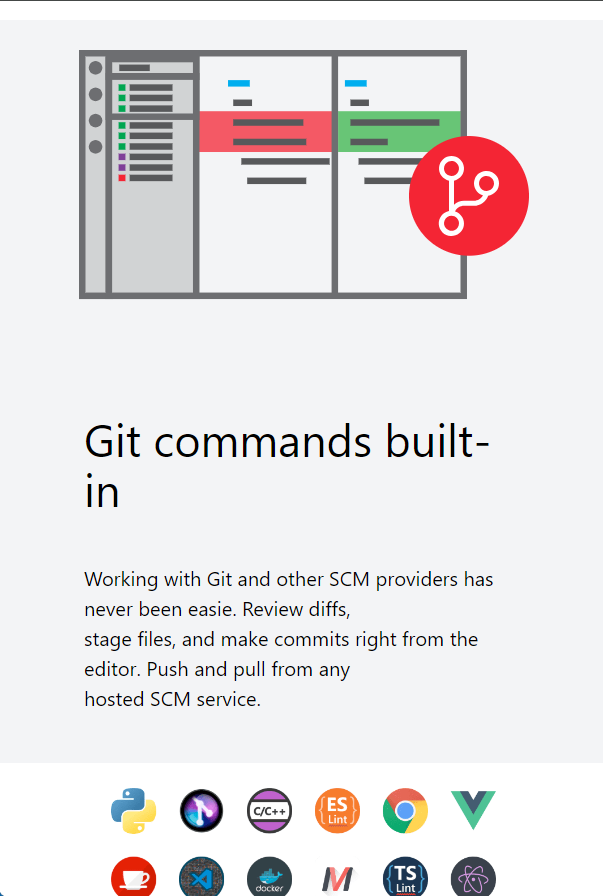 Git commands built-
in
Working with Git and other SCM providers has
never been easie. Review diffs,
stage files, and make commits right from the
editor. Push and pull from any
hosted SCM service.
C/C++
ES
Lint
docker
TS
Lint